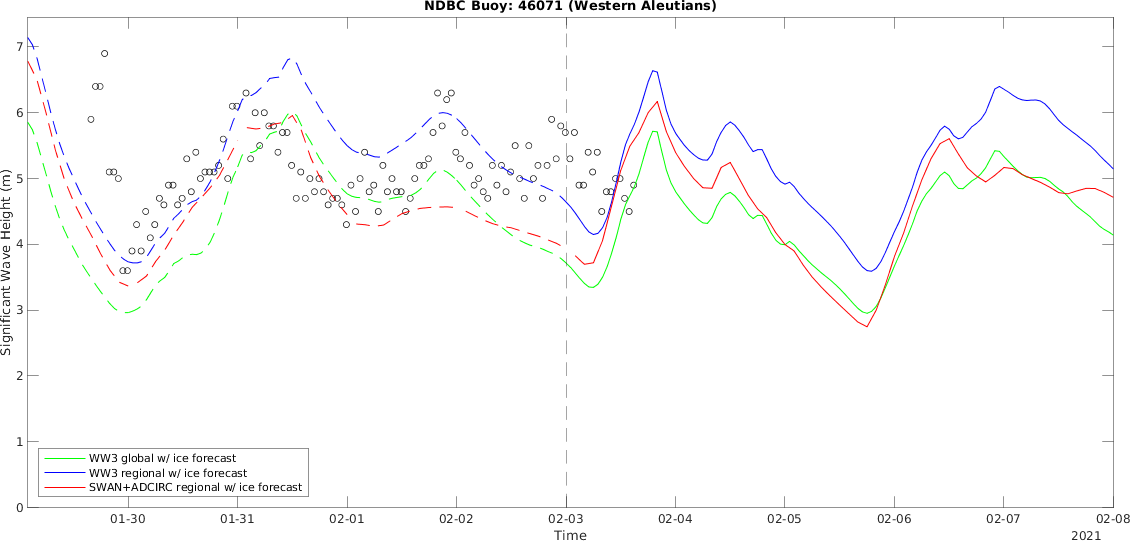 NDBC Buoy: 46071 (Western Aleutians)
Significant Wave Height (m)
7
6
5
4
3
2
1
0
WW3 global w/ ice forecast
WW3 regional w/ ice forecast
SWAN+ADCIRC regional w/ ice forecast
01-30 01-31 02-01 02-02 02-03 02-04 02-05 02-06 02-07 02-08
Time
2021